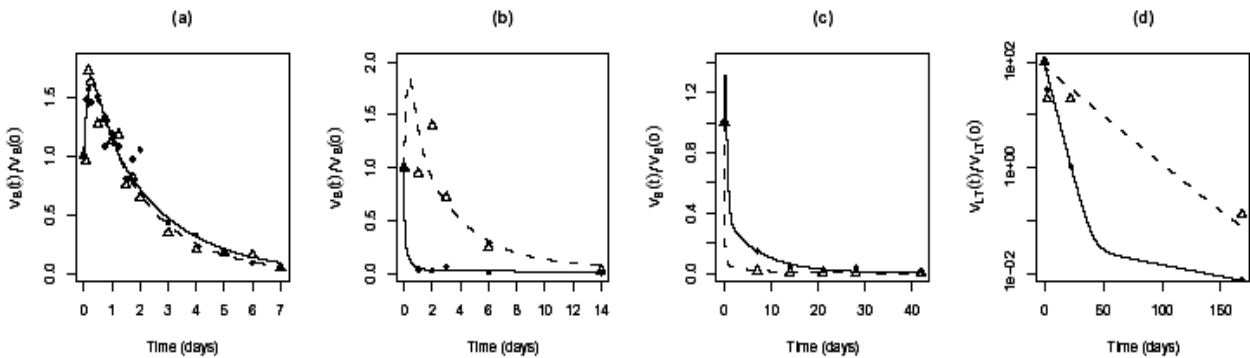 (a) (b) (c) (d)
V_B(t)/V_B(0)
0.0 0.5 1.0 1.5
0 1 2 3 4 5 6 7
Time (days)
V_B(t)/V_B(0)
0.0 0.5 1.0 1.5 2.0
0 2 4 6 8 10 14
Time (days)
V_B(t)/V_B(0)
0.0 0.4 0.8 1.2
0 10 20 30 40
Time (days)
V_LT(t)/V_LT(0)
1e-02 1e+00 1e+02
0 50 100 150
Time (days)